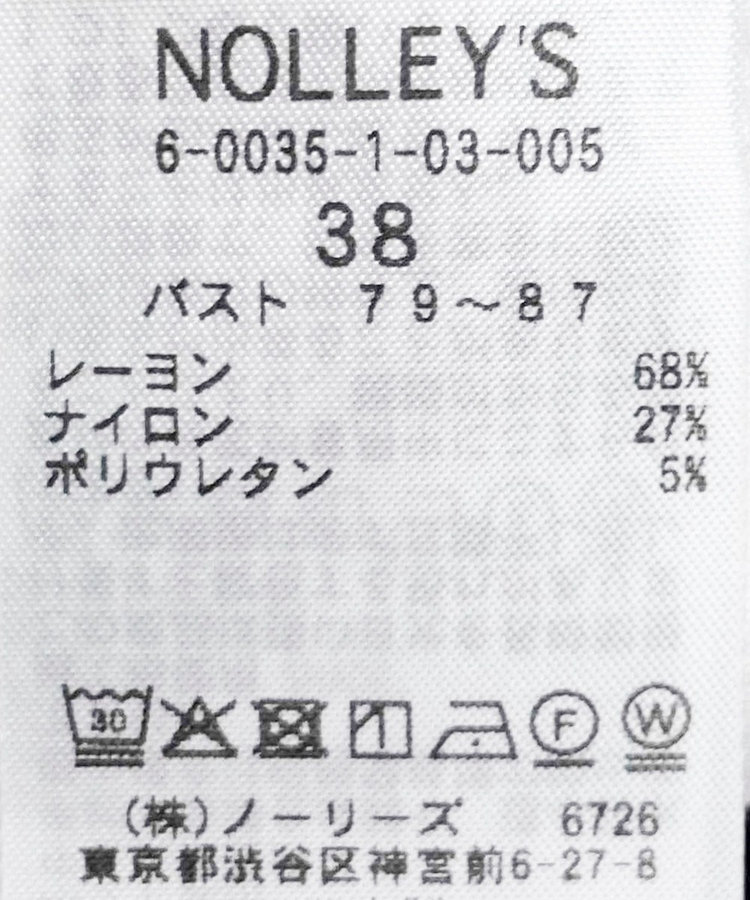 NOLLEY'S
6-0035-1-03-005
38
バスト 79～87
レーヨン 68%
ナイロン 27%
ポリウレタン 5%
30 F W
(株)ノーリーズ 6726
東京都渋谷区神宮前6-27-8